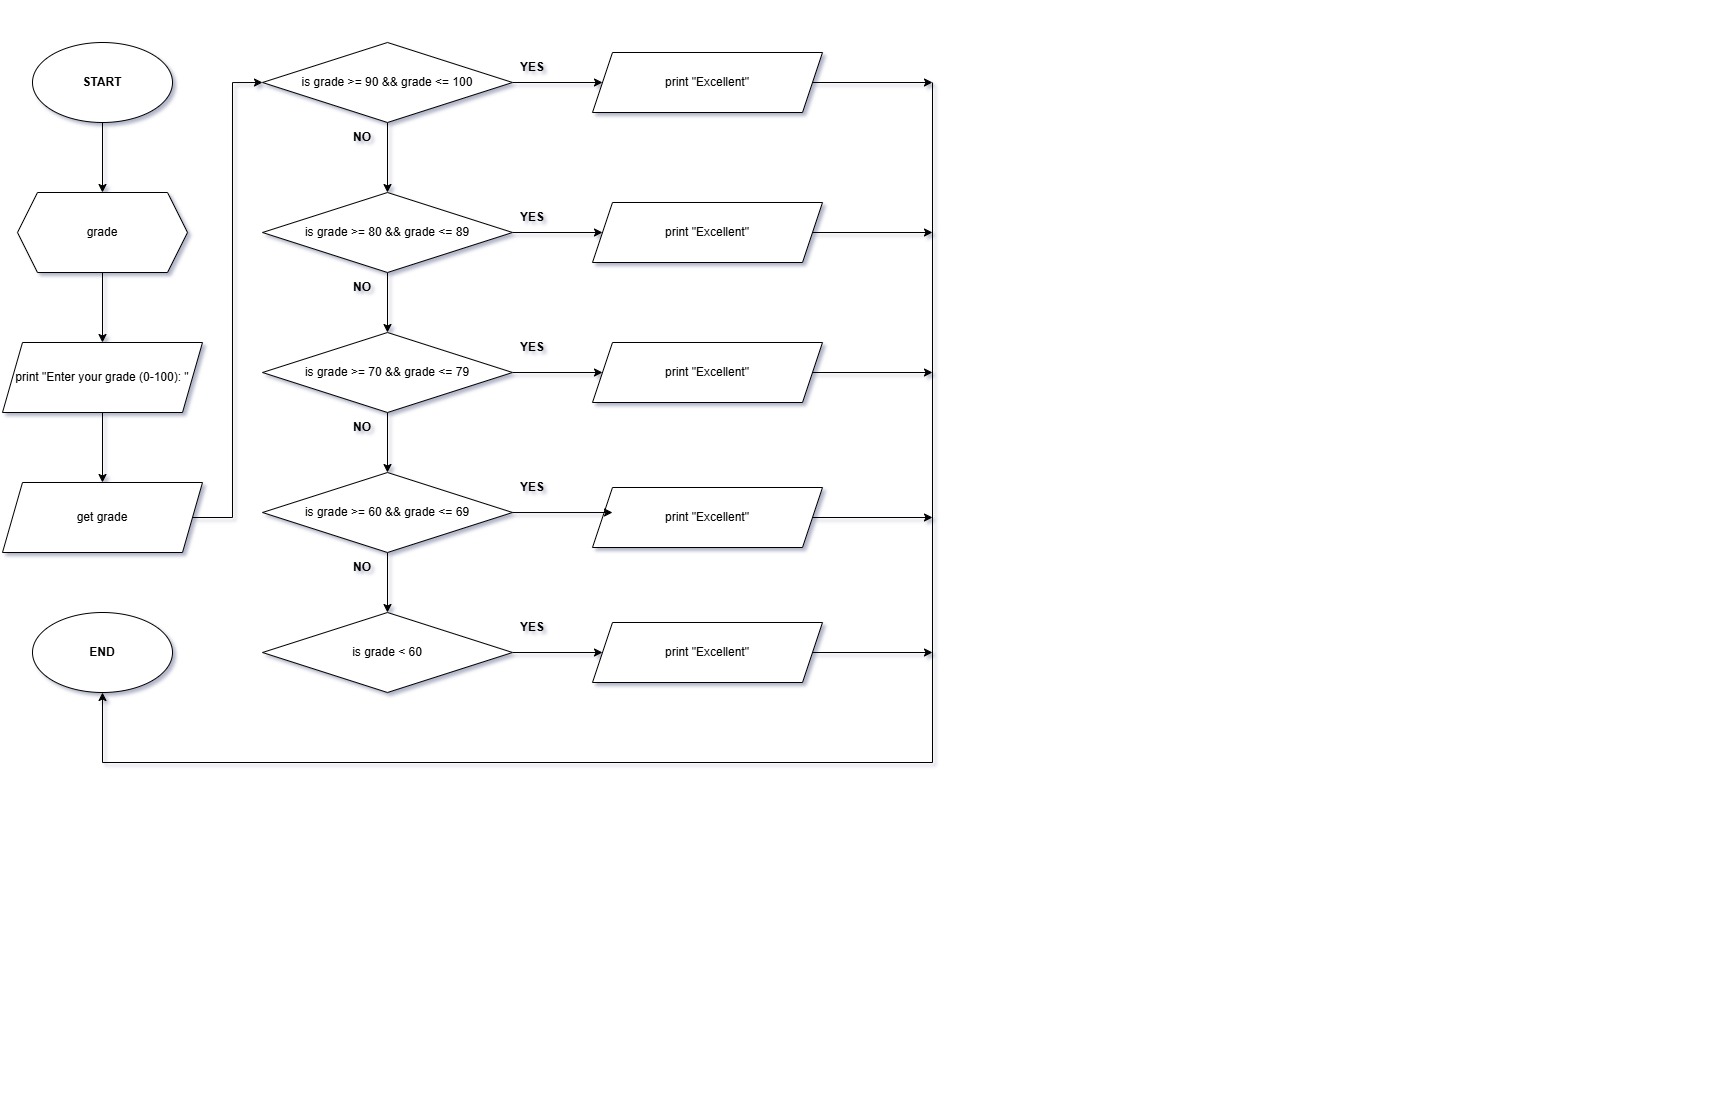 START
grade
print "Enter your grade (0-100): "
get grade
END
is grade >= 90 && grade <= 100
YES
print "Excellent"
NO
is grade >= 80 && grade <= 89
YES
print "Excellent"
NO
is grade >= 70 && grade <= 79
YES
print "Excellent"
NO
is grade >= 60 && grade <= 69
YES
print "Excellent"
NO
is grade < 60
YES
print "Excellent"